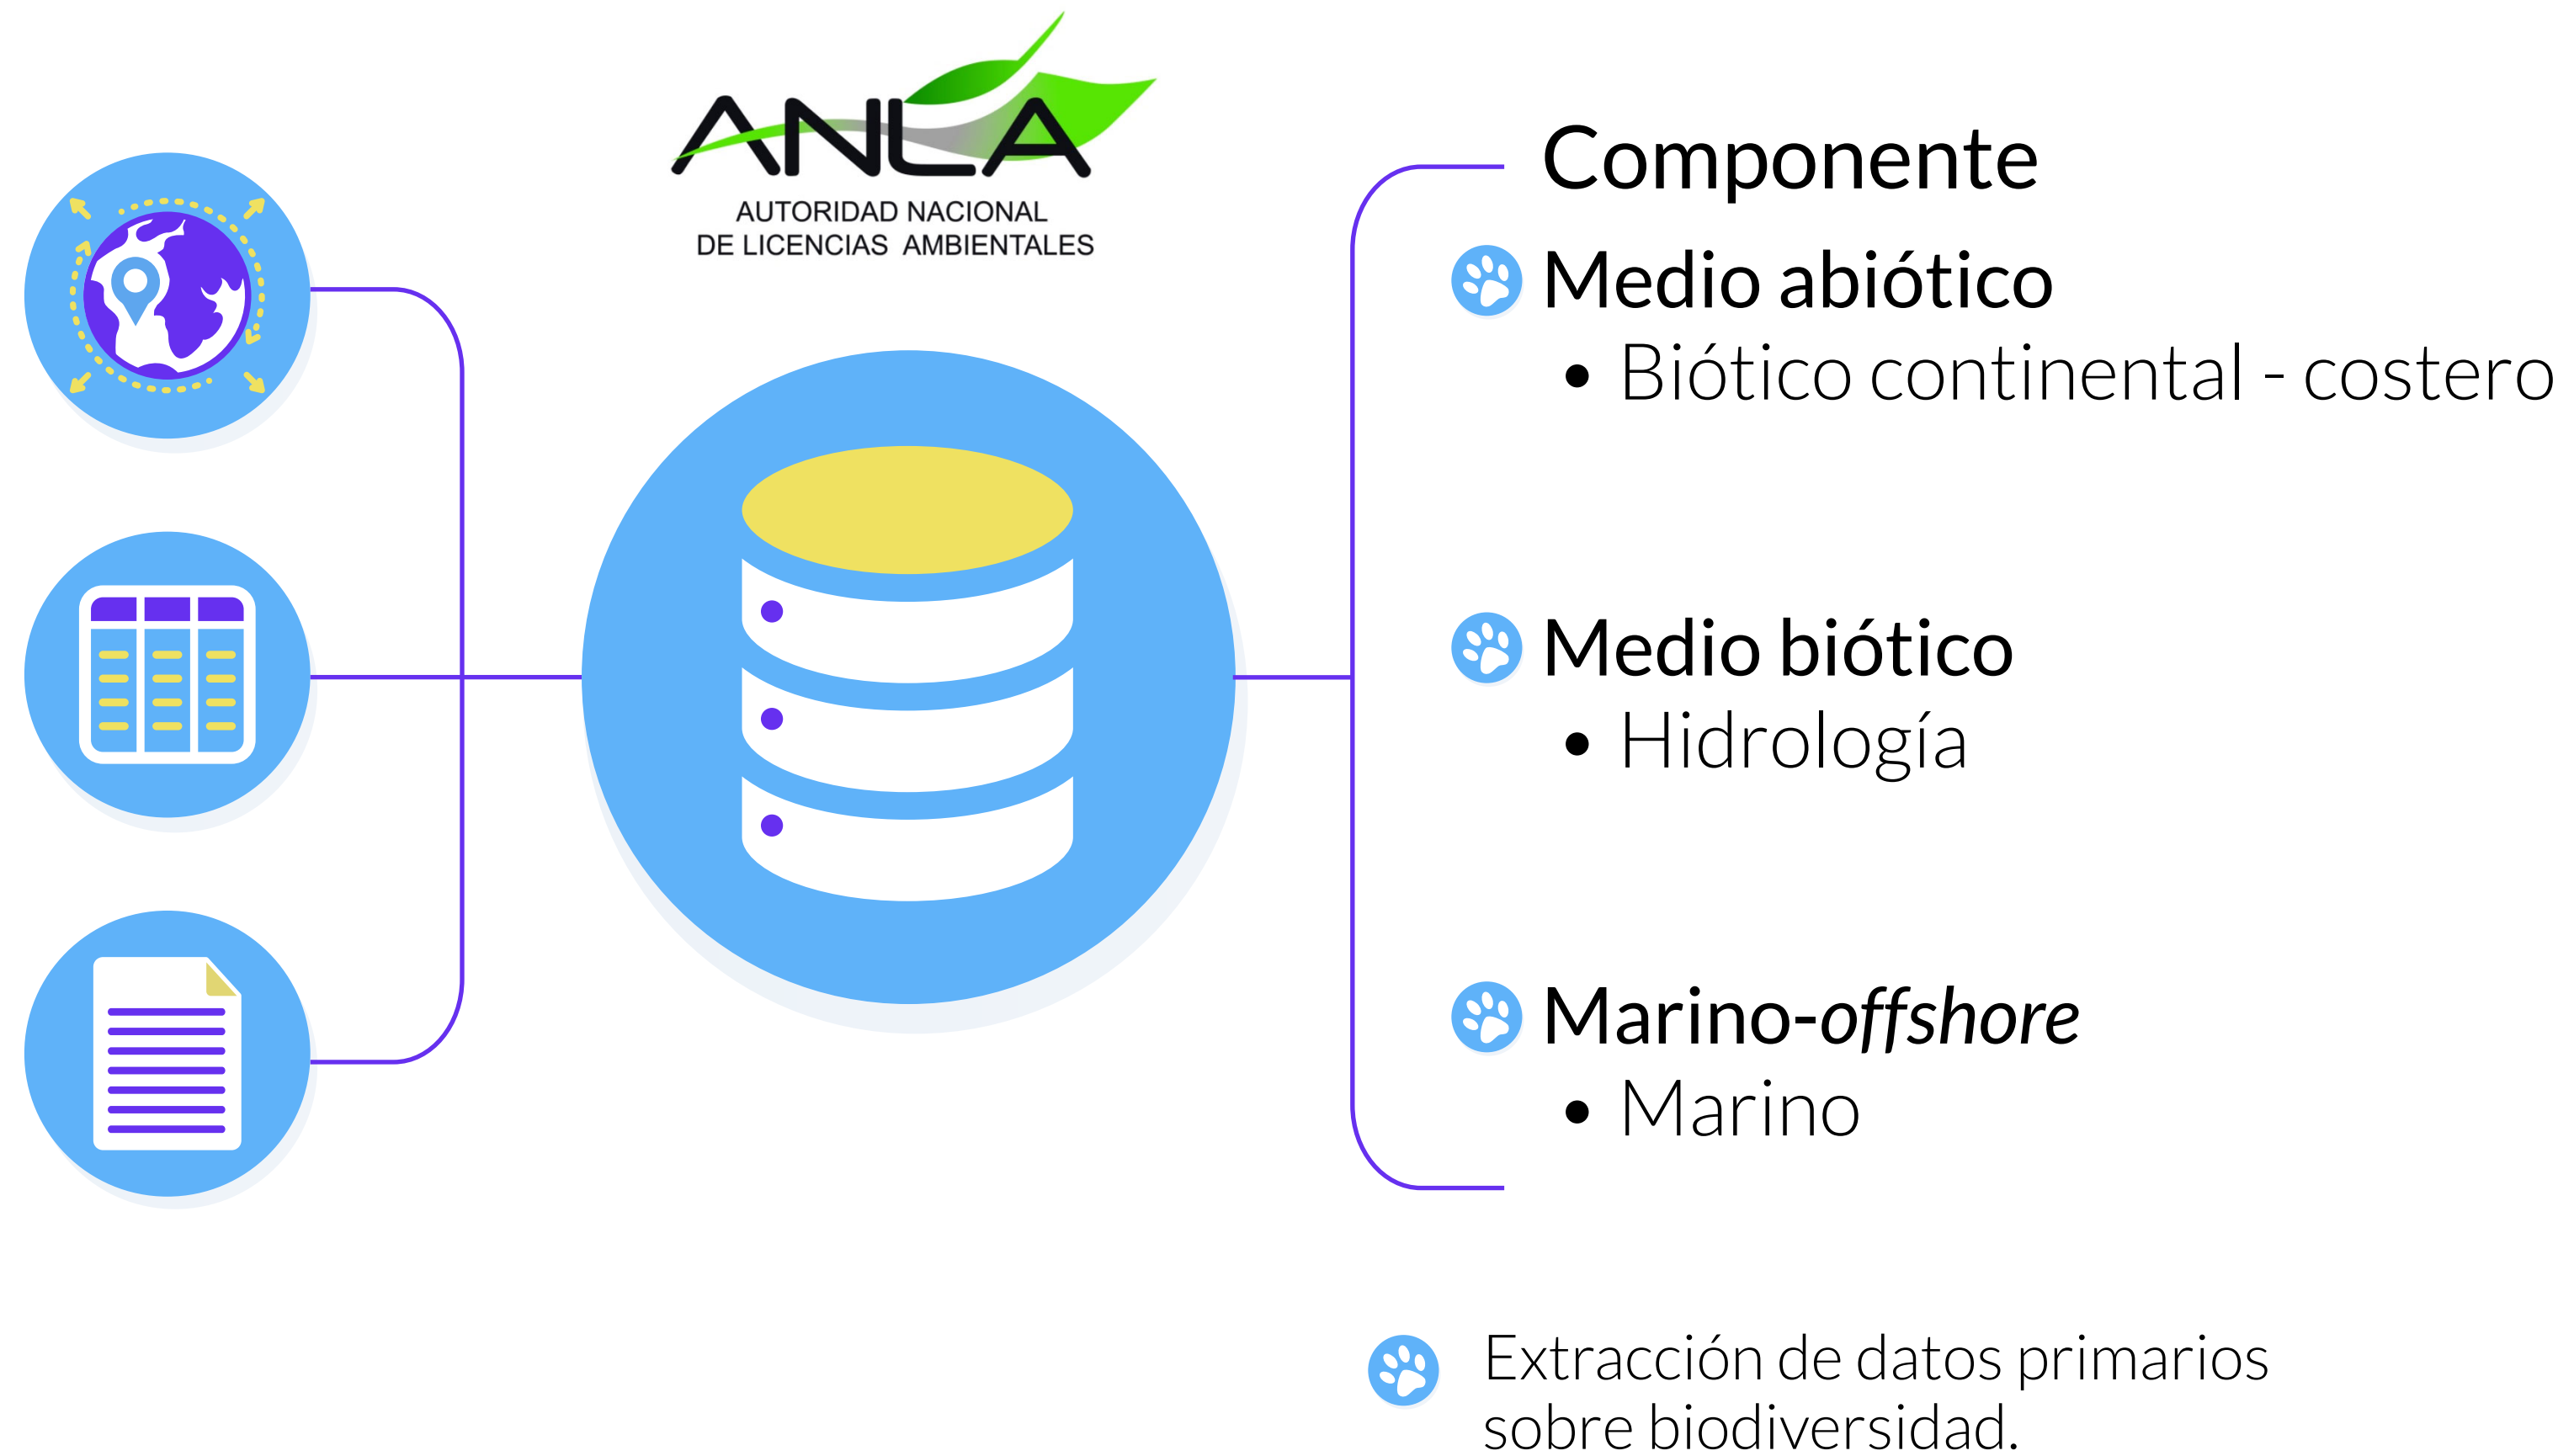 ANLA
AUTORIDAD NACIONAL
DE LICENCIAS AMBIENTALES
Componente
Medio abiótico
• Biótico continental - costero
Medio biótico
• Hidrología
Marino-offshore
• Marino
Extracción de datos primarios
sobre biodiversidad.